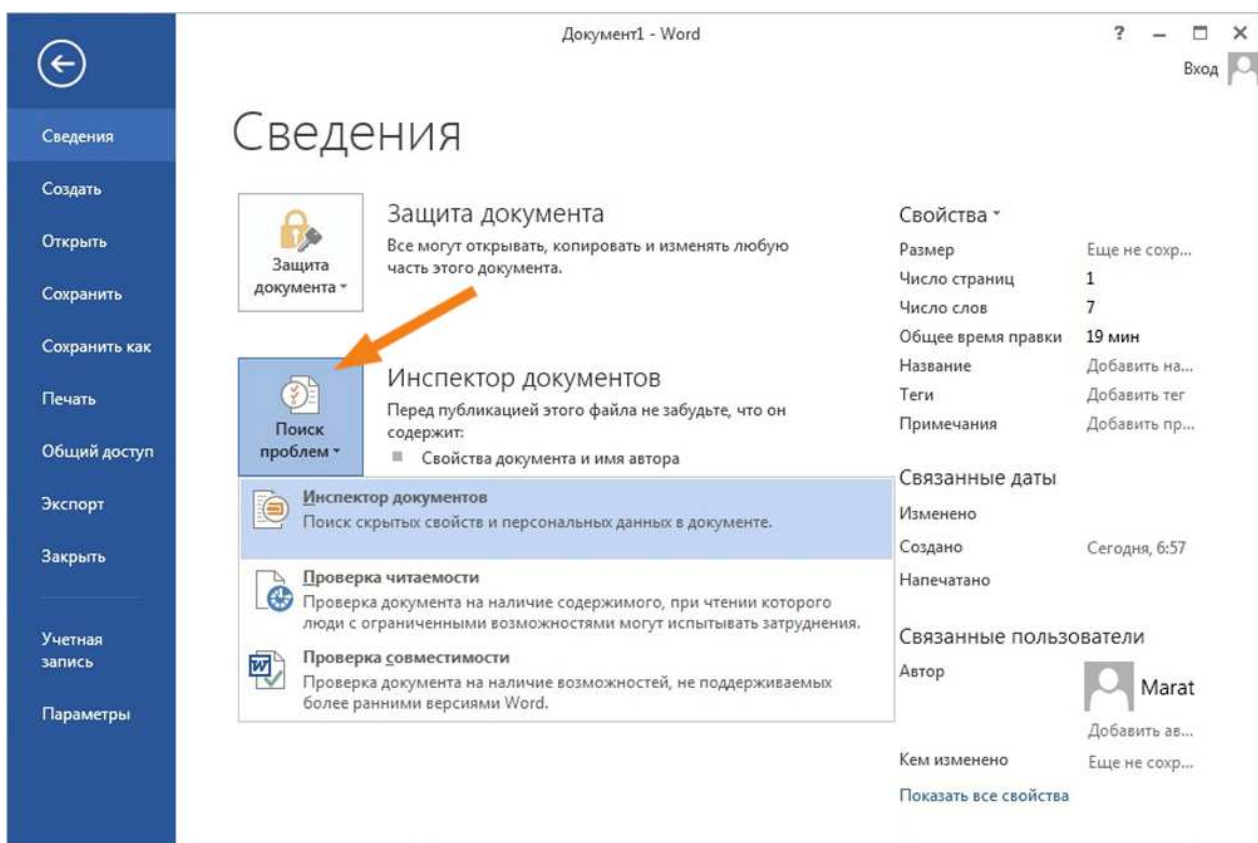 Документ1 - Word
?
Вход
Сведения
Создать
Открыть
Сохранить
Сохранить как
Печать
Общий доступ
Экспорт
Закрыть
Учетная
запись
Параметры
Сведения
Защита
документа
Защита документа
Все могут открывать, копировать и изменять любую
часть этого документа.
Поиск
проблем
Инспектор документов
Перед публикацией этого файла не забудьте, что он
содержит:
Свойства документа и имя автора
Инспектор документов
Поиск скрытых свойств и персональных данных в документе.
Проверка читаемости
Проверка документа на наличие содержимого, при чтении которого
люди с ограниченными возможностями могут испытывать затруднения.
Проверка совместимости
Проверка документа на наличие возможностей, не поддерживаемых
более ранними версиями Word.
Свойства
Размер Еще не сохр...
Число страниц 1
Число слов 7
Общее время правки 19 мин
Название Добавить на...
Теги Добавить тег
Примечания Добавить пр...
Связанные даты
Изменено
Создано Сегодня, 6:57
Напечатано
Связанные пользователи
Автор Marat
Добавить ав...
Кем изменено Еще не сохр...
Показать все свойства